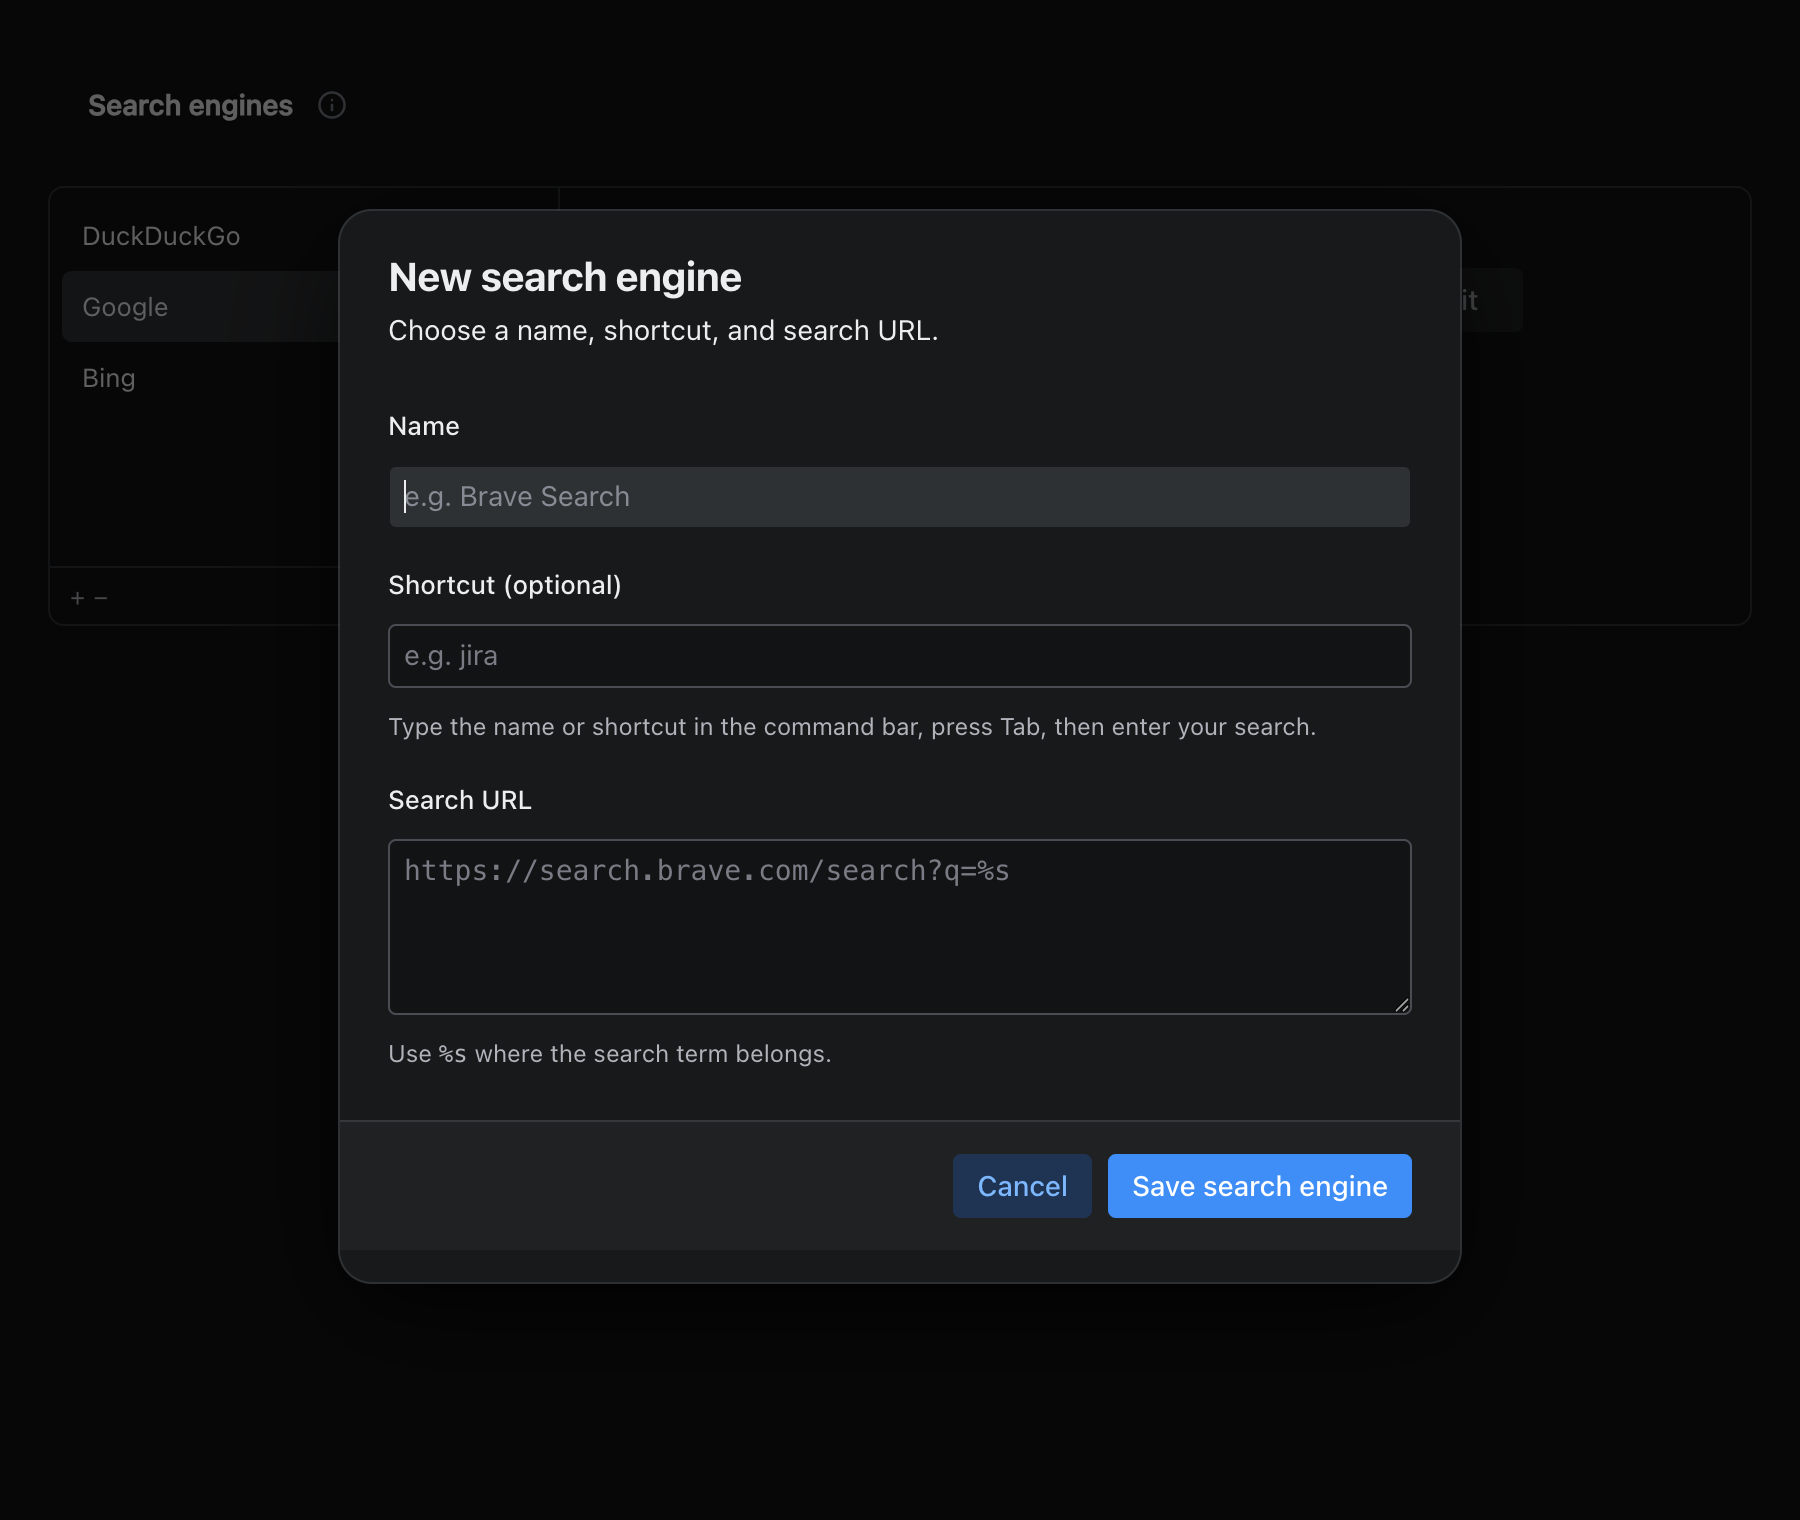 Search engines
DuckDuckGo
Google
Bing
+ −
New search engine
Choose a name, shortcut, and search URL.
Name
e.g. Brave Search
Shortcut (optional)
e.g. jira
Type the name or shortcut in the command bar, press Tab, then enter your search.
Search URL
https://search.brave.com/search?q=%s
Use %s where the search term belongs.
Cancel
Save search engine